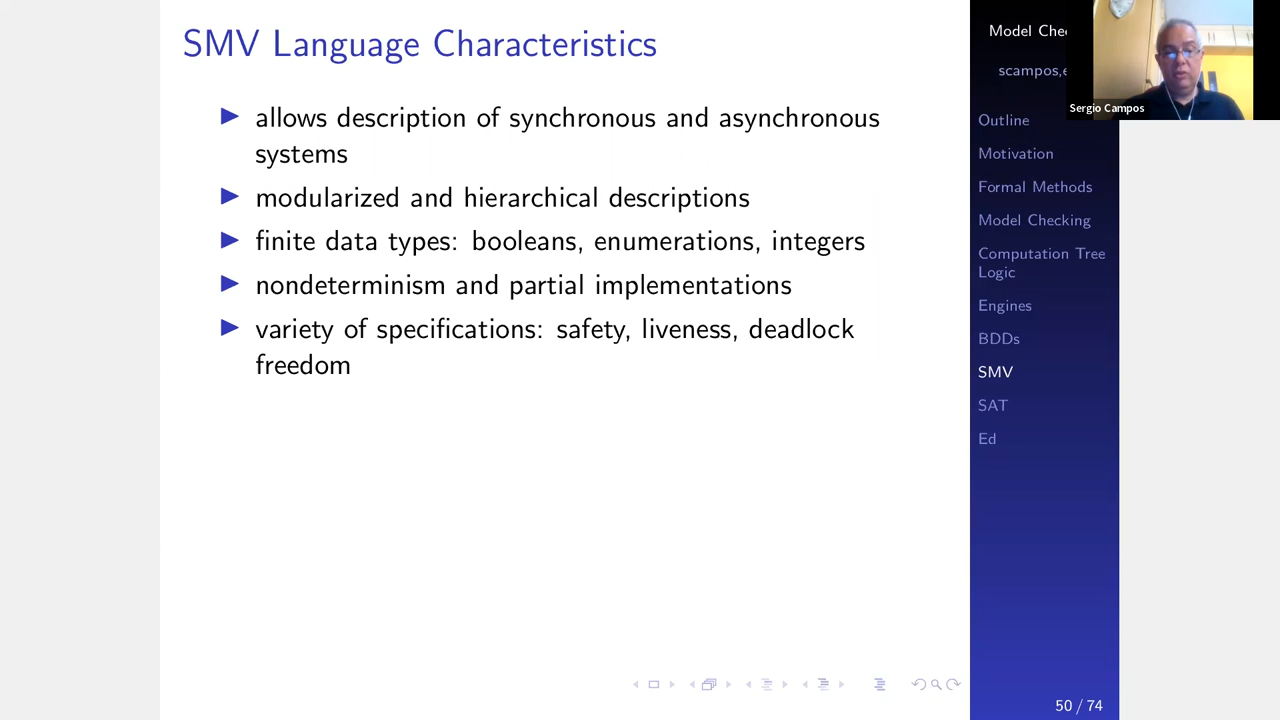 SMV Language Characteristics
allows description of synchronous and asynchronous
systems
modularized and hierarchical descriptions
finite data types: booleans, enumerations, integers
nondeterminism and partial implementations
variety of specifications: safety, liveness, deadlock
freedom
Model Che
scampos,e
Sergio Campos
Outline
Motivation
Formal Methods
Model Checking
Computation Tree
Logic
Engines
BDDs
SMV
SAT
Ed
50 / 74